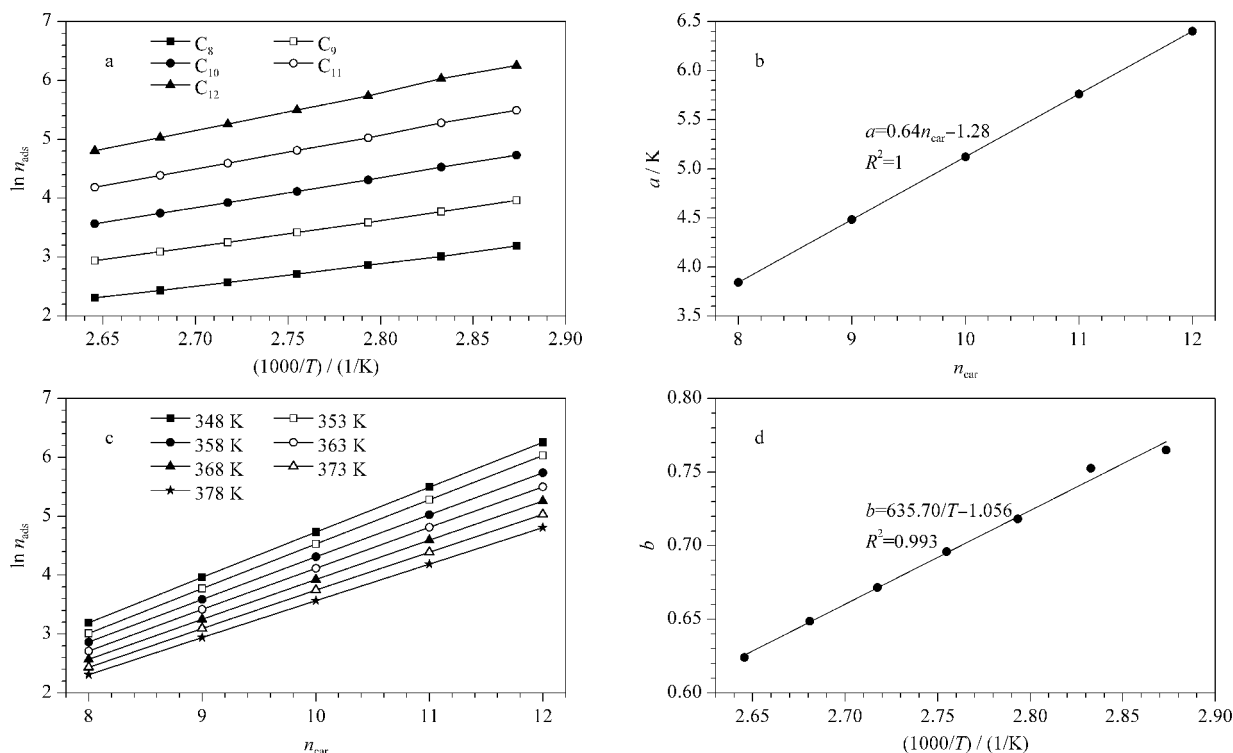 a
C₈ C₉
C₁₀ C₁₁
C₁₂
7
6
5
4
3
2
ln nads
2.65 2.70 2.75 2.80 2.85 2.90
(1000/T) / (1/K)
b
6.5
6.0
5.5
5.0
4.5
4.0
3.5
a / K
a=0.64ncar−1.28
R²=1
8 9 10 11 12
ncar
c
348 K 353 K
358 K 363 K
368 K 373 K
378 K
7
6
5
4
3
2
ln nads
8 9 10 11 12
ncar
d
0.80
0.75
0.70
0.65
0.60
b
b=635.70/T−1.056
R²=0.993
2.65 2.70 2.75 2.80 2.85 2.90
(1000/T) / (1/K)